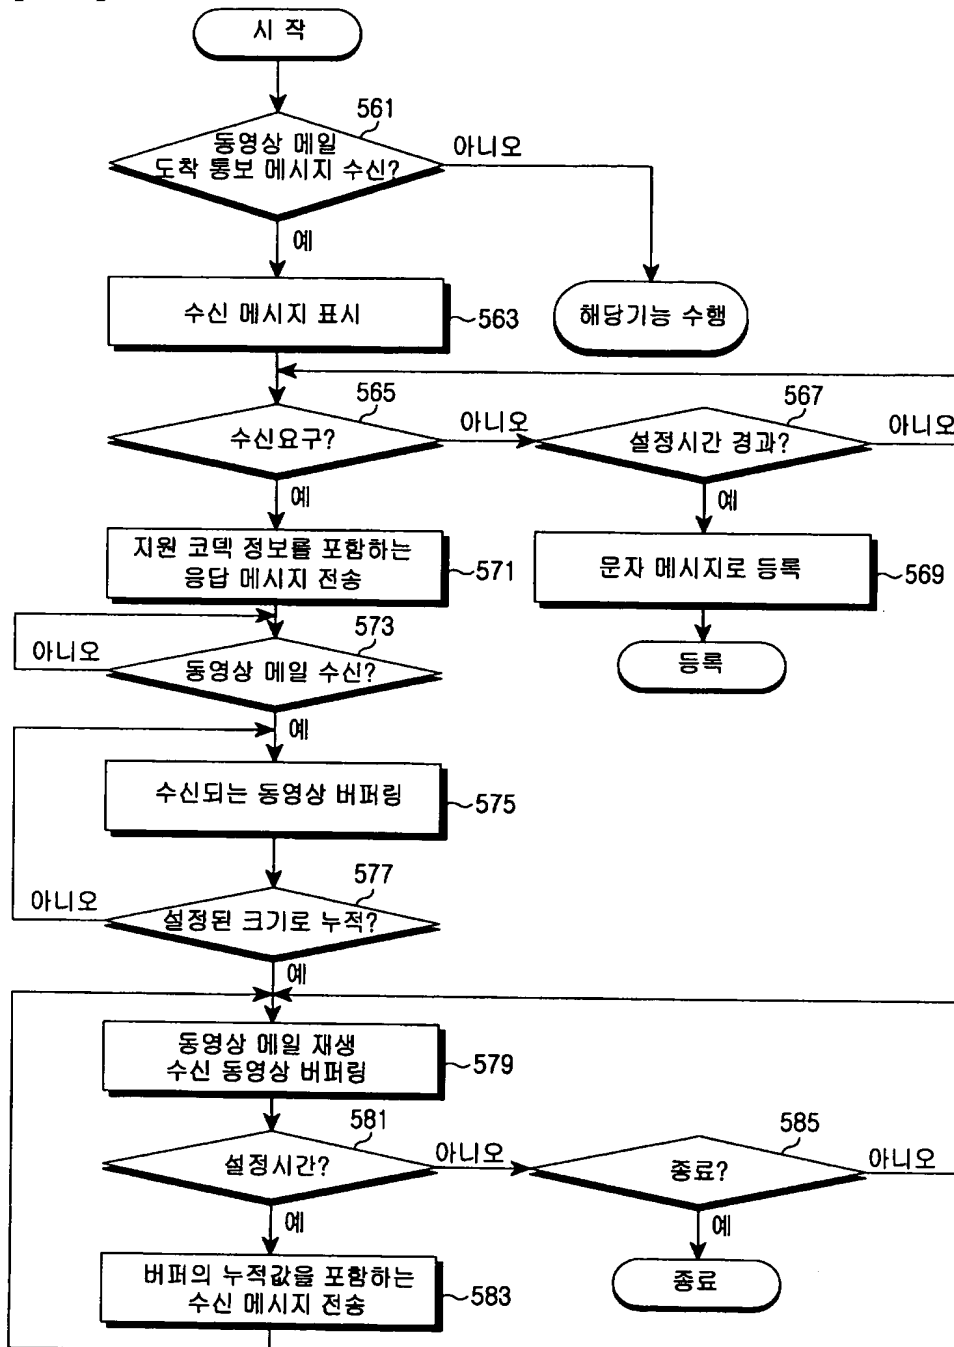 시 작
561
동영상 메일
도착 통보 메시지 수신?
아니오
예
수신 메시지 표시
563
해당기능 수행
565
수신요구?
아니오
567
설정시간 경과?
아니오
예
예
지원 코덱 정보를 포함하는
응답 메시지 전송
571
문자 메시지로 등록
569
573
동영상 메일 수신?
아니오
등록
예
수신되는 동영상 버퍼링
575
577
설정된 크기로 누적?
아니오
예
동영상 메일 재생
수신 동영상 버퍼링
579
581
설정시간?
아니오
585
종료?
아니오
예
예
버퍼의 누적값을 포함하는
수신 메시지 전송
583
종료